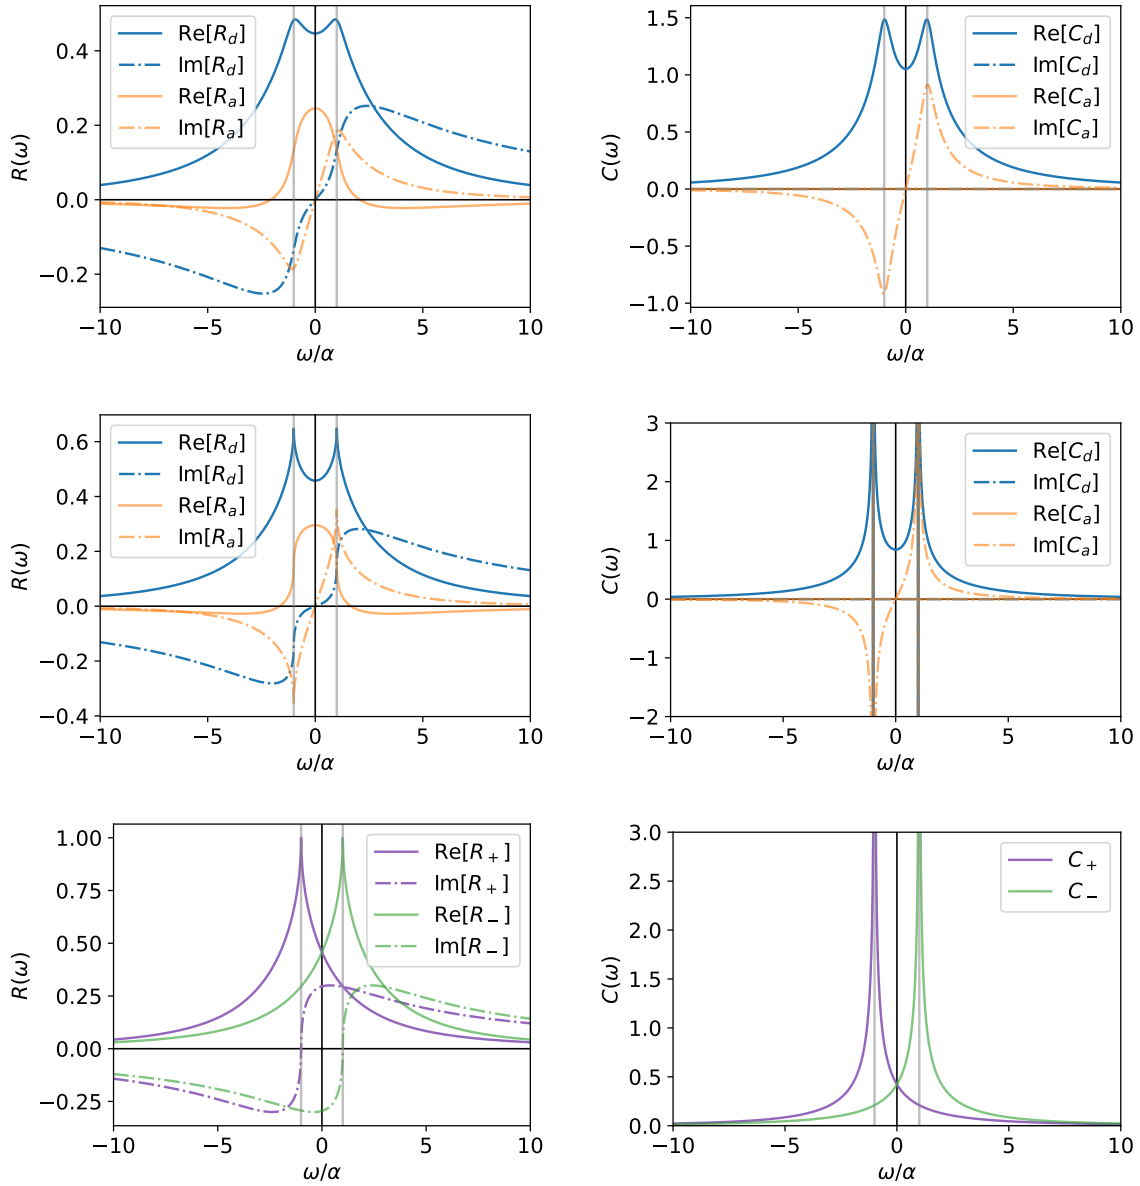 R(ω)
0.4
0.2
0.0
−0.2
Re[R_d]
Im[R_d]
Re[R_a]
Im[R_a]
−10 −5 0 5 10
ω/α
C(ω)
1.5
1.0
0.5
0.0
−0.5
−1.0
Re[C_d]
Im[C_d]
Re[C_a]
Im[C_a]
−10 −5 0 5 10
ω/α
R(ω)
0.6
0.4
0.2
0.0
−0.2
−0.4
Re[R_d]
Im[R_d]
Re[R_a]
Im[R_a]
−10 −5 0 5 10
ω/α
C(ω)
3
2
1
0
−1
−2
Re[C_d]
Im[C_d]
Re[C_a]
Im[C_a]
−10 −5 0 5 10
ω/α
R(ω)
1.00
0.75
0.50
0.25
0.00
−0.25
Re[R_+]
Im[R_+]
Re[R_−]
Im[R_−]
−10 −5 0 5 10
ω/α
C(ω)
3.0
2.5
2.0
1.5
1.0
0.5
0.0
C_+
C_−
−10 −5 0 5 10
ω/α